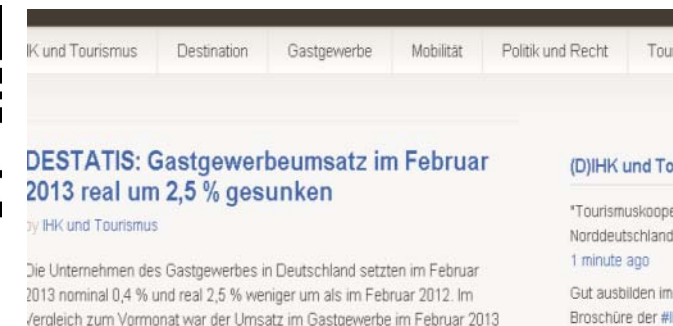 IHK und Tourismus Destination Gastgewerbe Mobilität Politik und Recht
DESTATIS: Gastgewerbeumsatz im Februar
2013 real um 2,5 % gesunken
by IHK und Tourismus
Die Unternehmen des Gastgewerbes in Deutschland setzten im Februar
2013 nominal 0,4 % und real 2,5 % weniger um als im Februar 2012. Im
Vergleich zum Vormonat war der Umsatz im Gastgewerbe im Februar 2013
(D)IHK und To
"Tourismuskoope
Norddeutschland
1 minute ago
Gut ausbilden im
Broschüre der #I